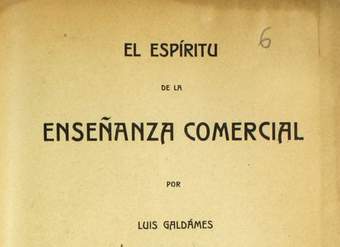 EL ESPÍRITU
6
DE LA
ENSEÑANZA COMERCIAL
POR
LUIS GALDÁMES